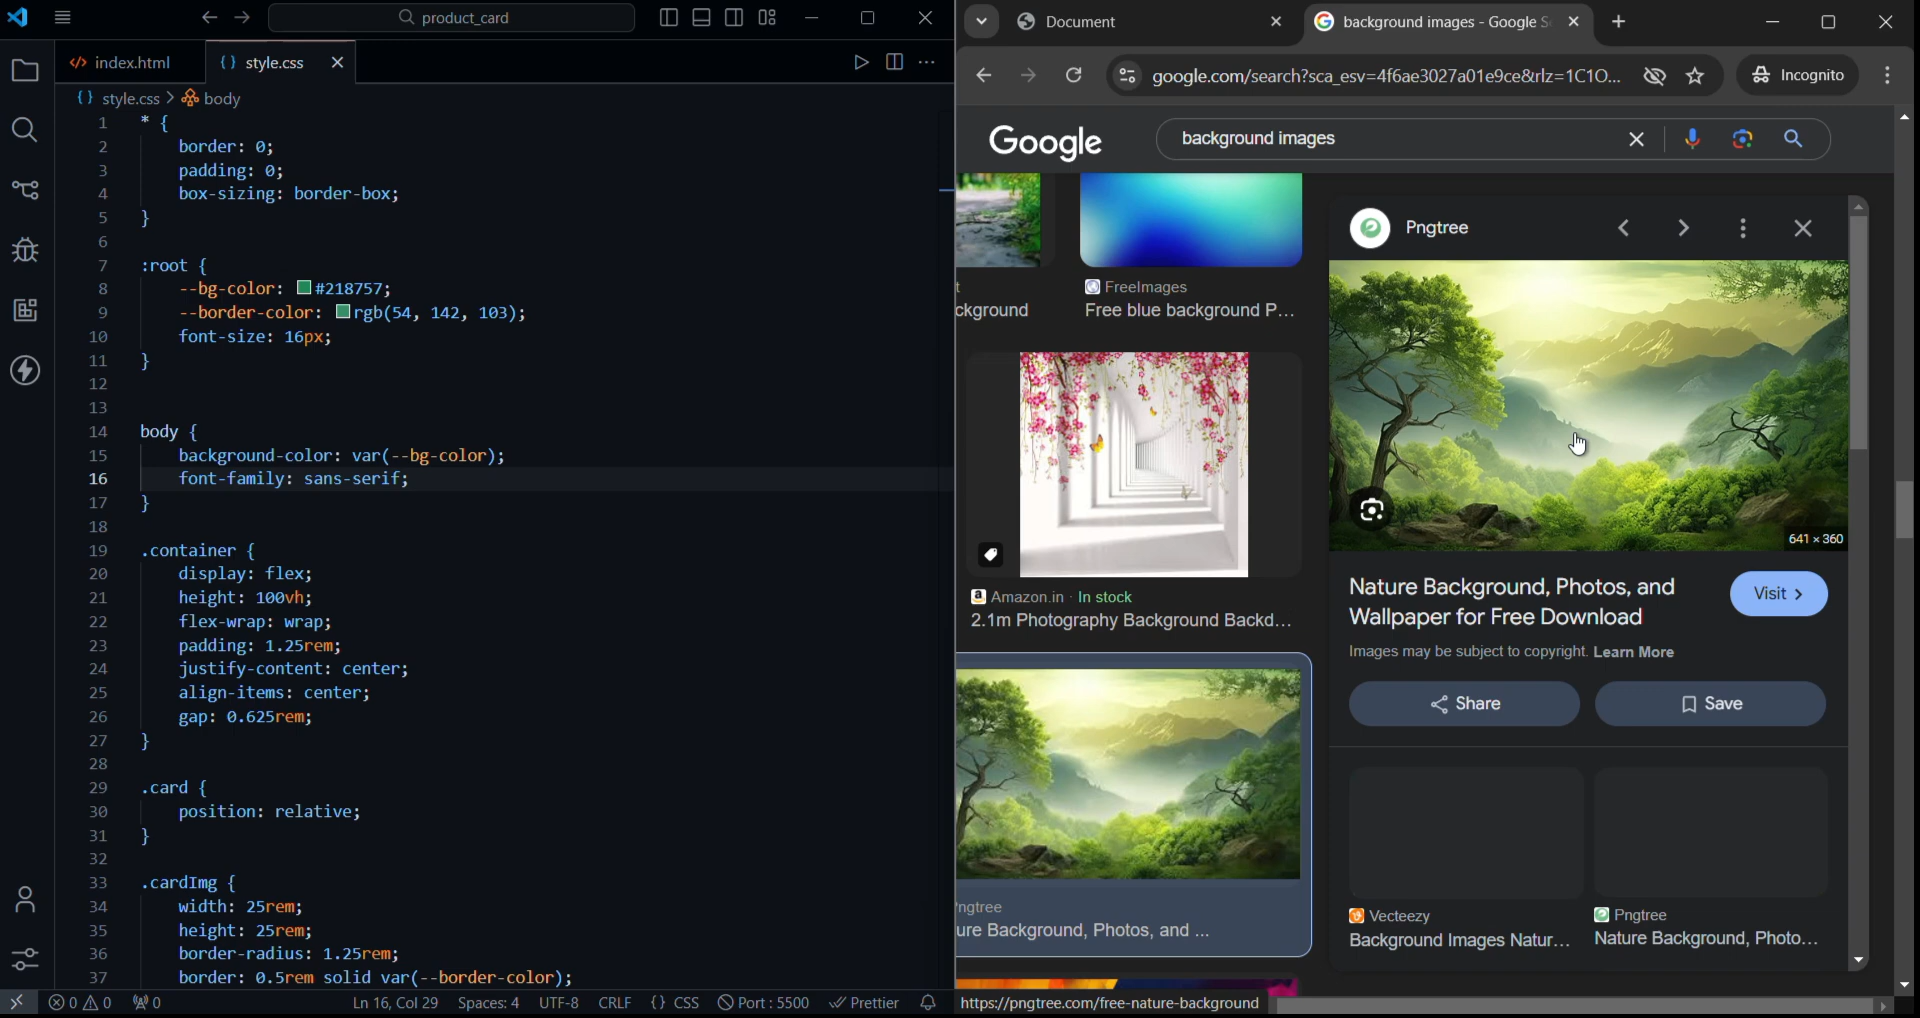 product_card
index.html
style.css
style.css > body
1 * {
2 border: 0;
3 padding: 0;
4 box-sizing: border-box;
5 }
6
7 :root {
8 --bg-color: #218757;
9 --border-color: rgb(54, 142, 103);
10 font-size: 16px;
11 }
12
13
14 body {
15 background-color: var(--bg-color);
16 font-family: sans-serif;
17 }
18
19 .container {
20 display: flex;
21 height: 100vh;
22 flex-wrap: wrap;
23 padding: 1.25rem;
24 justify-content: center;
25 align-items: center;
26 gap: 0.625rem;
27 }
28
29 .card {
30 position: relative;
31 }
32
33 .cardImg {
34 width: 25rem;
35 height: 25rem;
36 border-radius: 1.25rem;
37 border: 0.5rem solid var(--border-color);
0 0 0 Ln 16, Col 29 Spaces: 4 UTF-8 CRLF {} CSS Port : 5500 Prettier
Document
background images - Google S
google.com/search?sca_esv=4f6ae3027a01e9ce&rlz=1C1O...
Incognito
Google
background images
t
FreeImages
ckground
Free blue background P...
Amazon.in · In stock
2.1m Photography Background Backd...
Pngtree
641 × 360
Nature Background, Photos, and
Wallpaper for Free Download
Visit >
Images may be subject to copyright. Learn More
Share
Save
ngtree
ure Background, Photos, and ...
Vecteezy
Background Images Natur...
Pngtree
Nature Background, Photo...
https://pngtree.com/free-nature-background